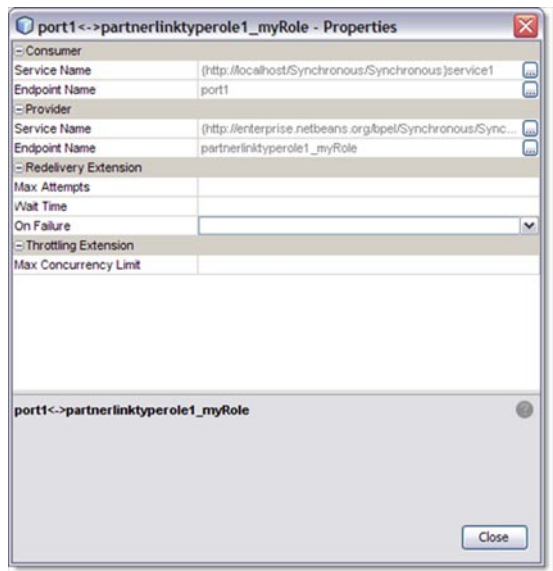 port1<->partnerlinktyperole1_myRole - Properties
Consumer
Service Name {http://localhost/Synchronous/Synchronous}service1 ...
Endpoint Name port1 ...
Provider
Service Name {http://enterprise.netbeans.org/bpel/Synchronous/Sync... ...
Endpoint Name partnerlinktyperole1_myRole ...
Redelivery Extension
Max Attempts
Wait Time
On Failure
Throttling Extension
Max Concurrency Limit
port1<->partnerlinktyperole1_myRole
?
Close